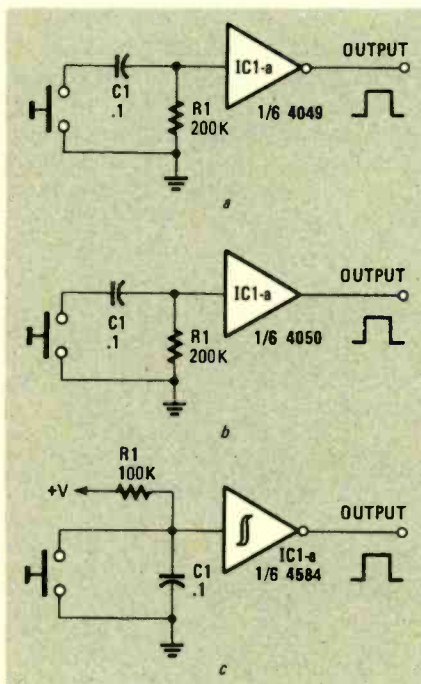 OUTPUT
IC1-a
C1
.1
R1
200K
1/6 4049
a
OUTPUT
IC1-a
C1
.1
R1
200K
1/6 4050
b
R1
100K
+V
OUTPUT
C1
.1
IC1-a
1/6 4584
c